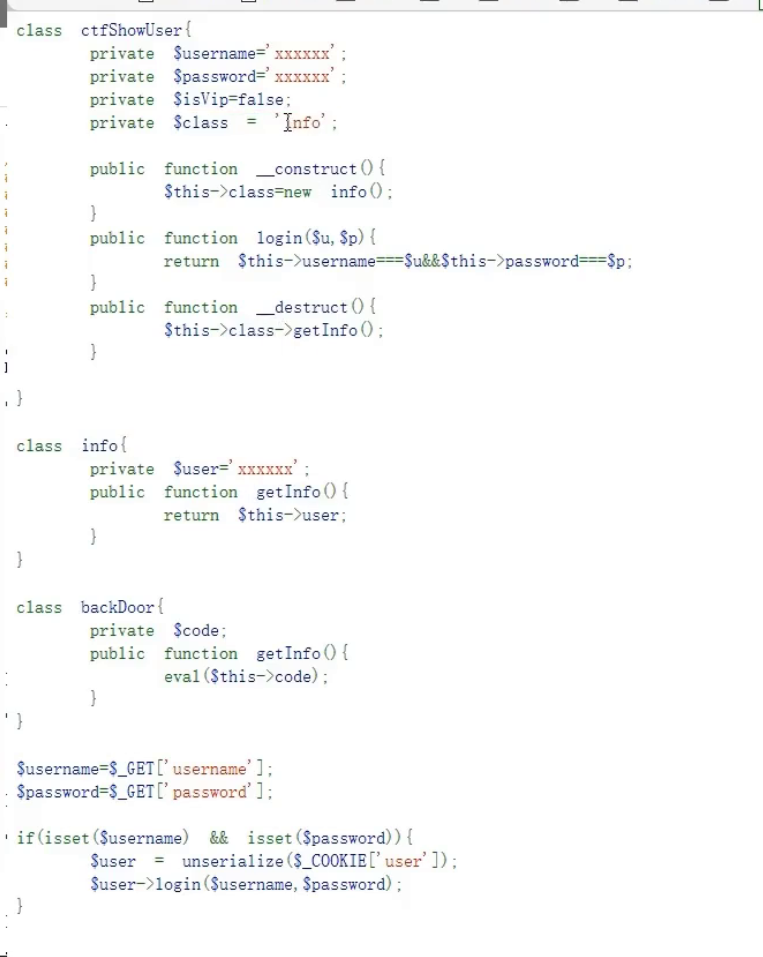 class ctfShowUser{
private $username='xxxxxx';
private $password='xxxxxx';
private $isVip=false;
private $class = 'info';
public function __construct(){
$this->class=new info();
}
public function login($u,$p){
return $this->username===$u&&$this->password===$p;
}
public function __destruct(){
$this->class->getInfo();
}
}
class info{
private $user='xxxxxx';
public function getInfo(){
return $this->user;
}
}
class backDoor{
private $code;
public function getInfo(){
eval($this->code);
}
}
$username=$_GET['username'];
$password=$_GET['password'];
if(isset($username) && isset($password)){
$user = unserialize($_COOKIE['user']);
$user->login($username,$password);
}